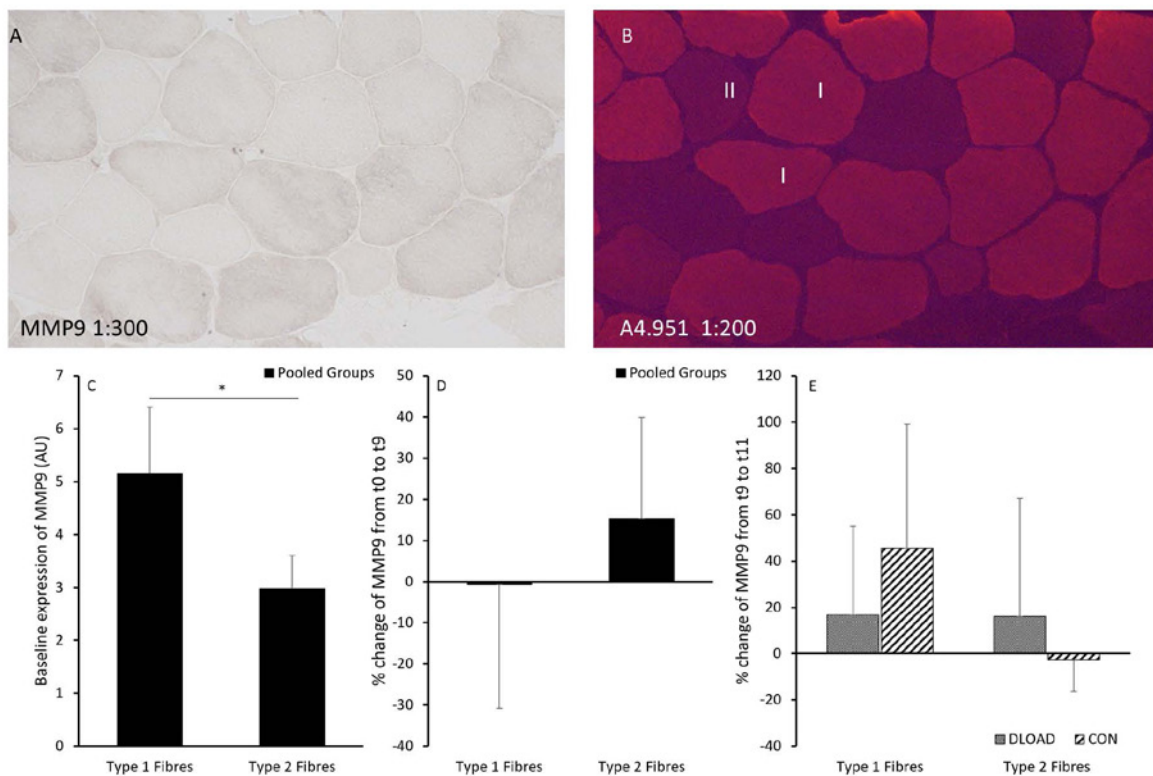 A
MMP9 1:300
B
II
I
I
A4.951 1:200
C
Pooled Groups
*
Baseline expression of MMP9 (AU)
7
6
5
4
3
2
1
0
Type 1 Fibres
Type 2 Fibres
D
Pooled Groups
% change of MMP9 from t0 to t9
50
40
30
20
10
0
-10
-20
-30
-40
Type 1 Fibres
Type 2 Fibres
E
% change of MMP9 from t9 to t11
120
100
80
60
40
20
0
-20
-40
Type 1 Fibres
Type 2 Fibres
DLOAD
CON